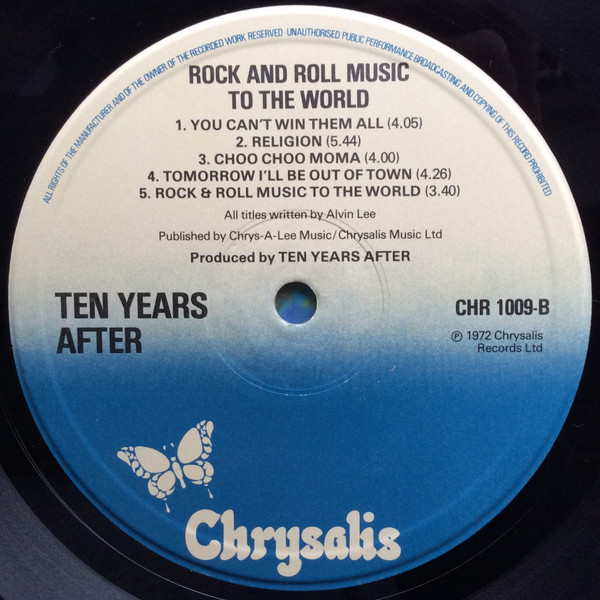 ALL RIGHTS OF THE MANUFACTURER AND OF THE OWNER OF THE RECORDED WORK RESERVED UNAUTHORISED PUBLIC PERFORMANCE BROADCASTING AND COPYING OF THIS RECORD PROHIBITED
ROCK AND ROLL MUSIC
TO THE WORLD
1. YOU CAN'T WIN THEM ALL (4.05)
2. RELIGION (5.44)
3. CHOO CHOO MOMA (4.00)
4. TOMORROW I'LL BE OUT OF TOWN (4.26)
5. ROCK & ROLL MUSIC TO THE WORLD (3.40)
All titles written by Alvin Lee
Published by Chrys-A-Lee Music/Chrysalis Music Ltd
Produced by TEN YEARS AFTER
TEN YEARS
AFTER
CHR 1009-B
℗ 1972 Chrysalis
Records Ltd
Chrysalis